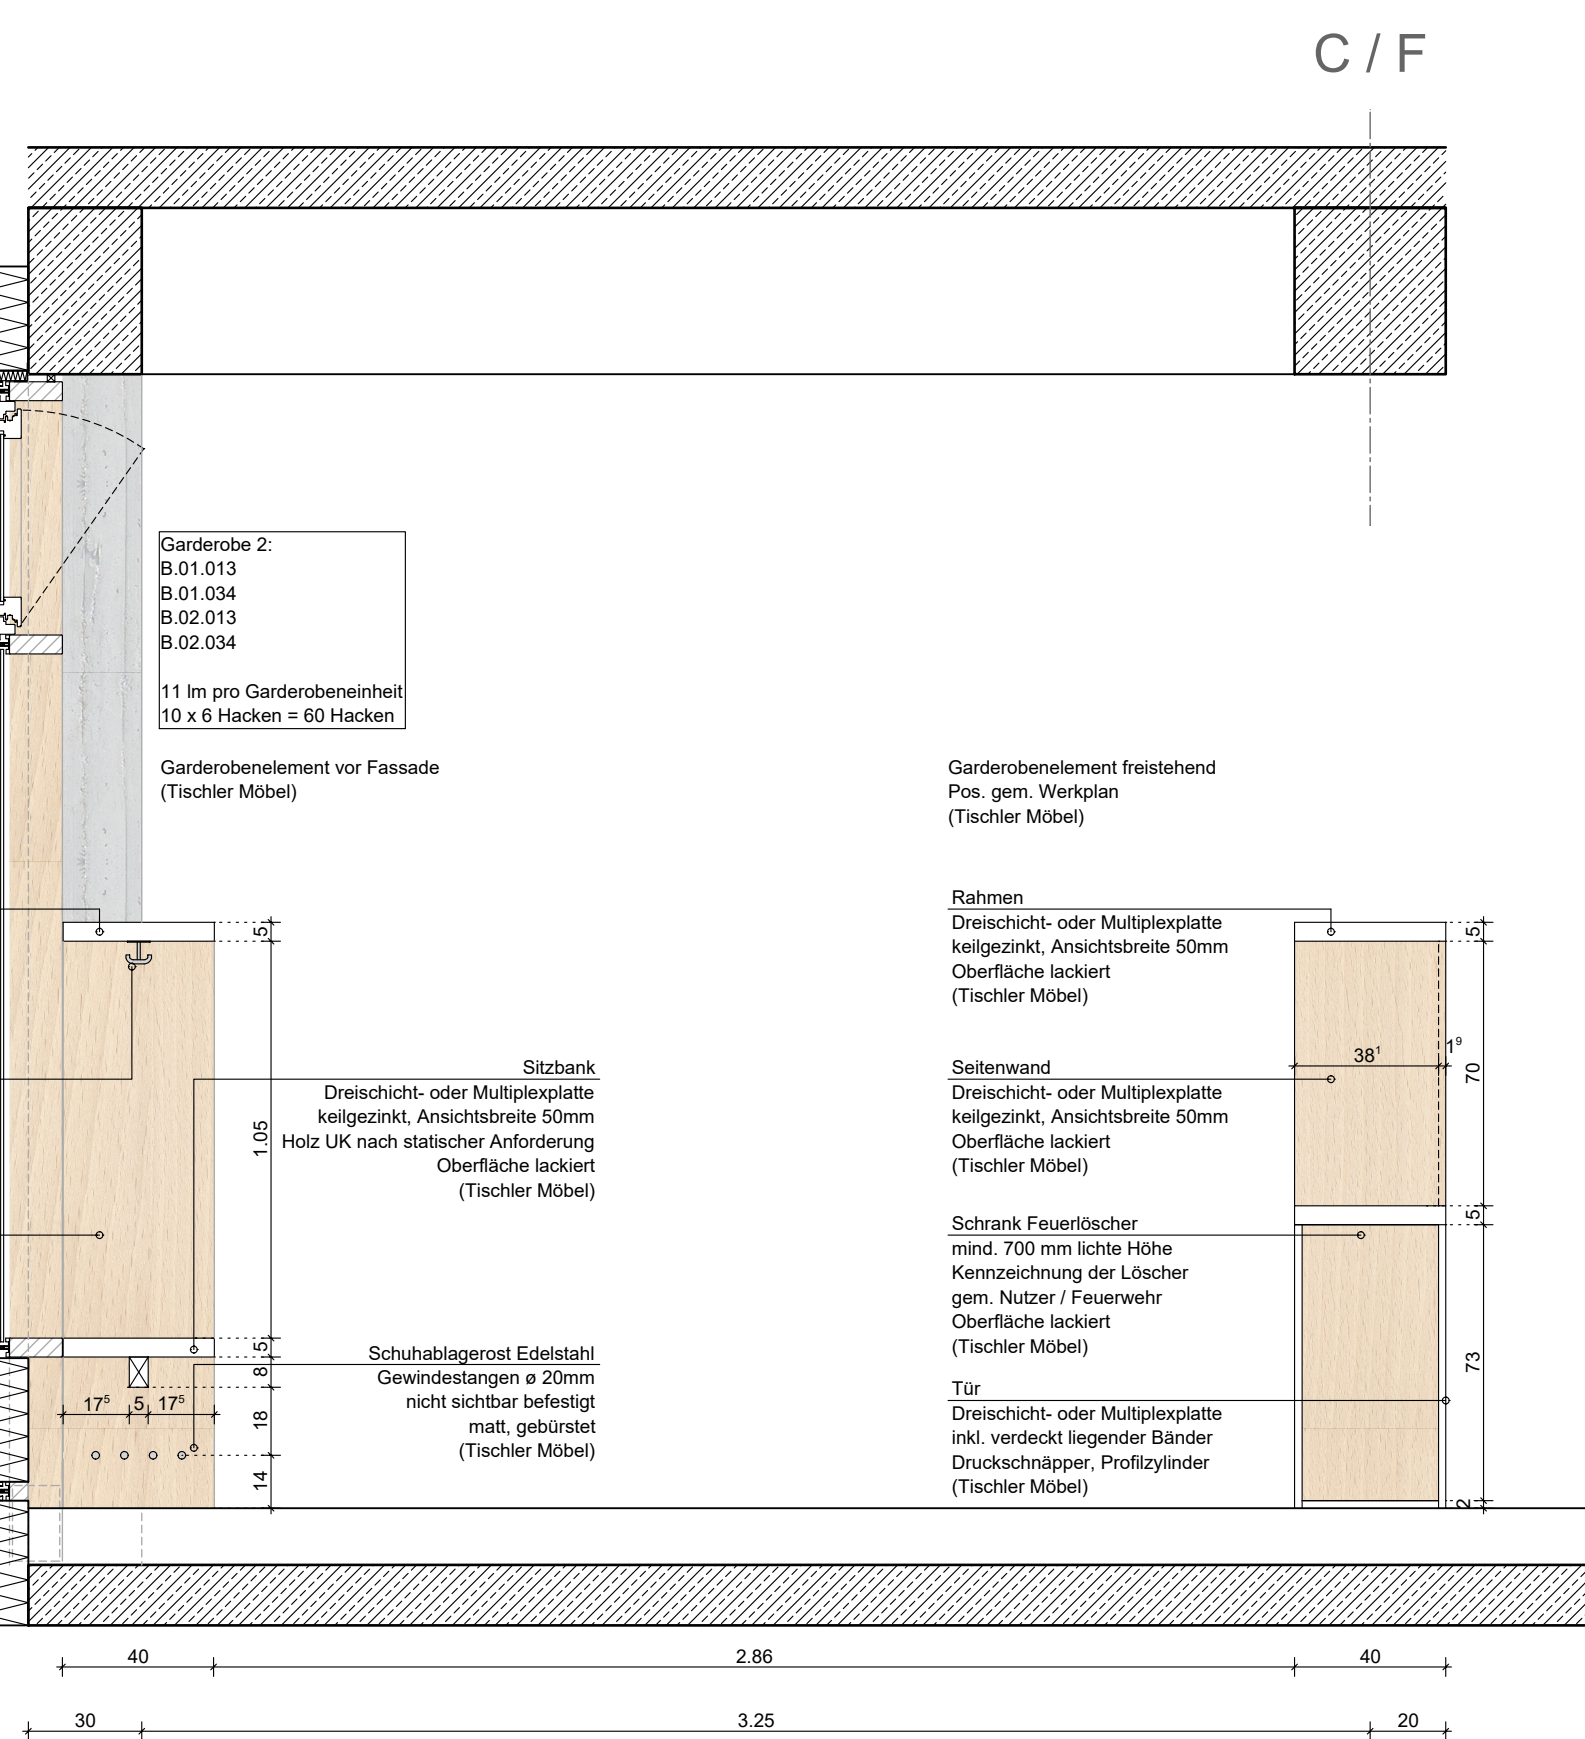 C / F
Garderobe 2:
B.01.013
B.01.034
B.02.013
B.02.034
11 lm pro Garderobeneinheit
10 x 6 Hacken = 60 Hacken
Garderobenelement vor Fassade
(Tischler Möbel)
Garderobenelement freistehend
Pos. gem. Werkplan
(Tischler Möbel)
Rahmen
Dreischicht- oder Multiplexplatte
keilgezinkt, Ansichtsbreite 50mm
Oberfläche lackiert
(Tischler Möbel)
Seitenwand
Dreischicht- oder Multiplexplatte
keilgezinkt, Ansichtsbreite 50mm
Oberfläche lackiert
(Tischler Möbel)
Schrank Feuerlöscher
mind. 700 mm lichte Höhe
Kennzeichnung der Löscher
gem. Nutzer / Feuerwehr
Oberfläche lackiert
(Tischler Möbel)
Tür
Dreischicht- oder Multiplexplatte
inkl. verdeckt liegender Bänder
Druckschnäpper, Profilzylinder
(Tischler Möbel)
Sitzbank
Dreischicht- oder Multiplexplatte
keilgezinkt, Ansichtsbreite 50mm
Holz UK nach statischer Anforderung
Oberfläche lackiert
(Tischler Möbel)
Schuhablagerost Edelstahl
Gewindestangen ø 20mm
nicht sichtbar befestigt
matt, gebürstet
(Tischler Möbel)
5
1.05
5
8
18
14
17⁵ 5 17⁵
38¹ 1⁹
5
70
5
73
2
40 2.86 40
30 3.25 20